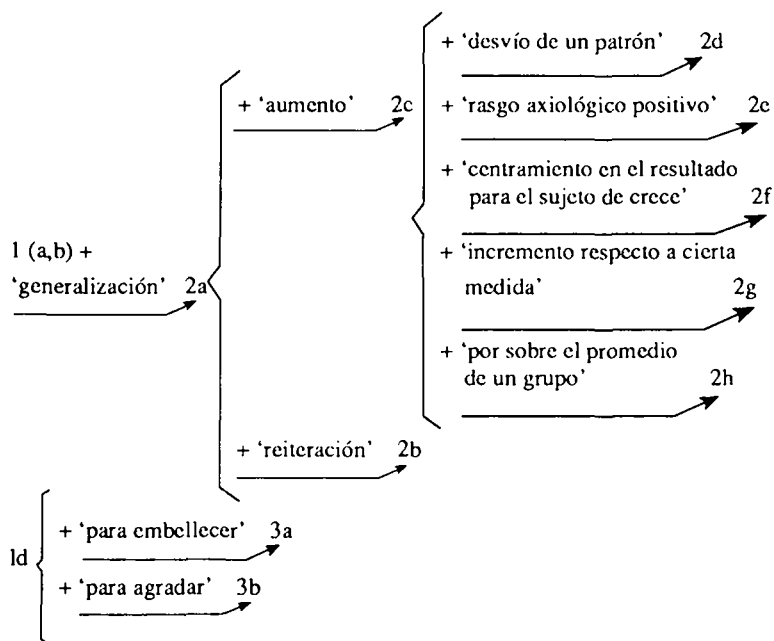 + ‘desvío de un patrón’ 2d
+ ‘aumento’ 2c
+ ‘rasgo axiológico positivo’ 2e
+ ‘centramiento en el resultado
para el sujeto de crece’ 2f
1 (a,b) +
‘generalización’ 2a
+ ‘incremento respecto a cierta
medida’ 2g
+ ‘por sobre el promedio
de un grupo’ 2h
+ ‘reiteración’ 2b
1d
+ ‘para embellecer’ 3a
+ ‘para agradar’ 3b